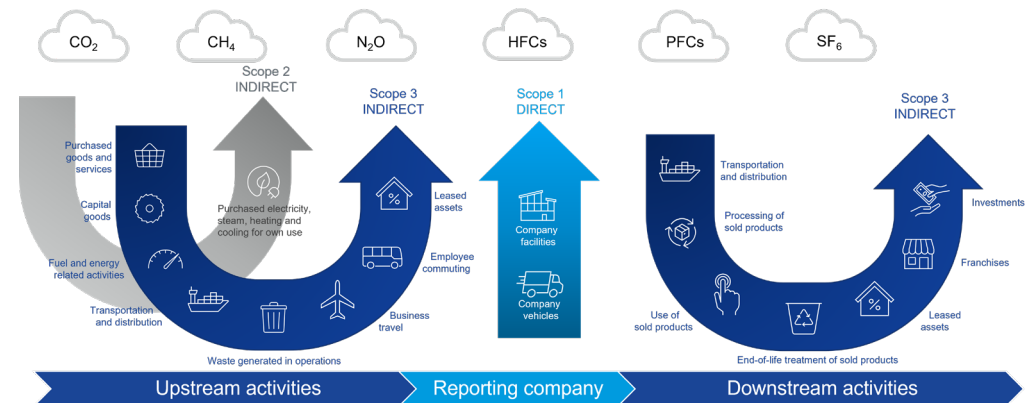 CO₂
CH₄
N₂O
HFCs
PFCs
SF₆
Scope 2
INDIRECT
Scope 3
INDIRECT
Scope 1
DIRECT
Scope 3
INDIRECT
Purchased
goods and
services
Capital
goods
Fuel and energy
related activities
Transportation
and distribution
Waste generated in operations
Purchased electricity,
steam, heating and
cooling for own use
Leased
assets
Employee
commuting
Business
travel
Company
facilities
Company
vehicles
Transportation
and distribution
Processing of
sold products
Use of
sold products
End-of-life treatment of sold products
Leased
assets
Franchises
Investments
%
%
Upstream activities
Reporting company
Downstream activities